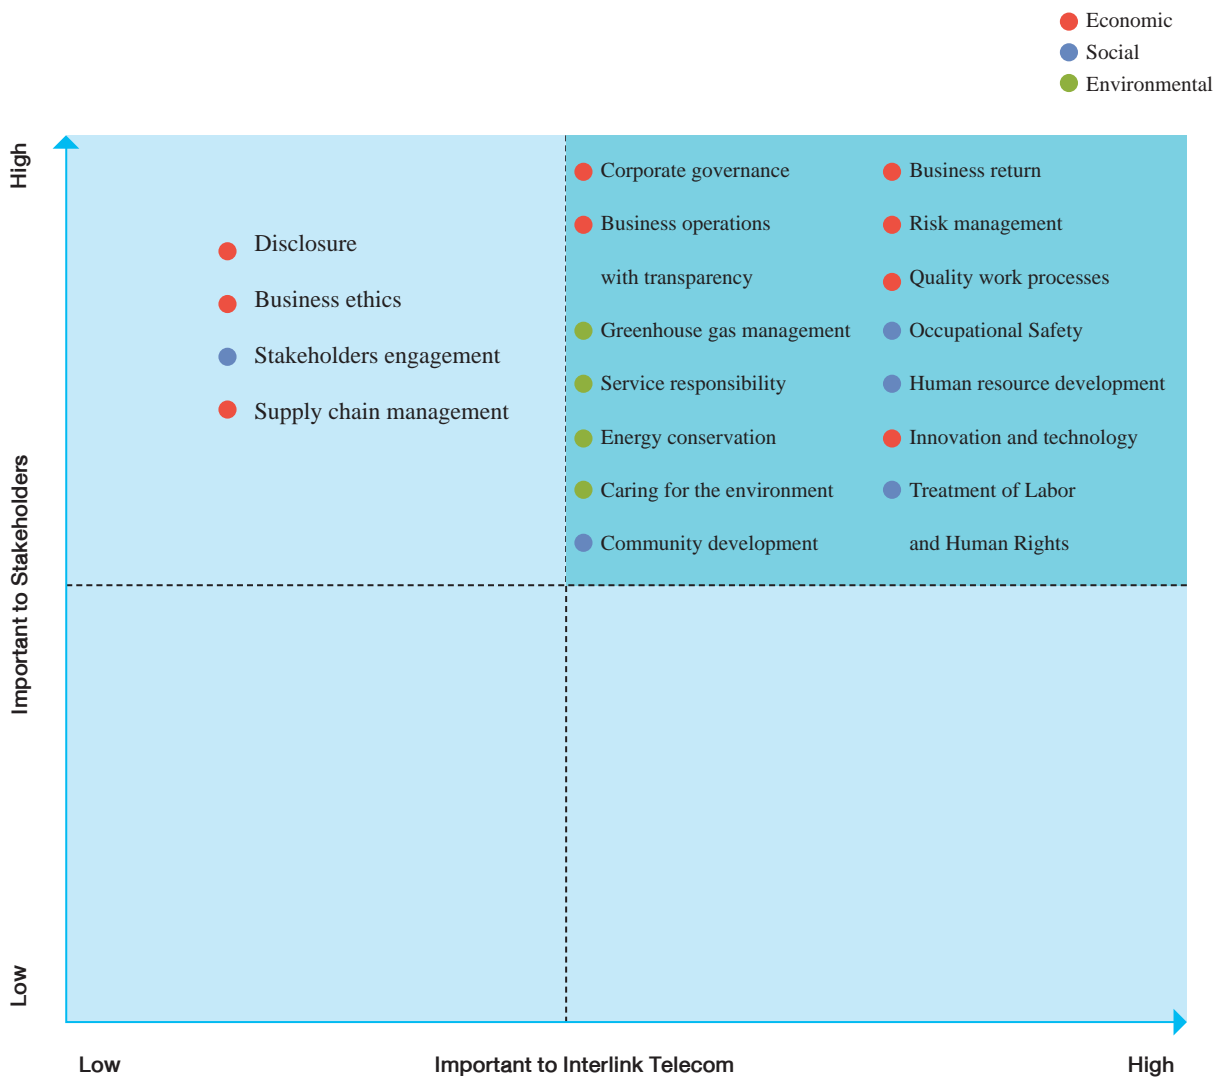 Economic
Social
Environmental
High
Important to Stakeholders
Low
Disclosure
Business ethics
Stakeholders engagement
Supply chain management
Corporate governance
Business operations
with transparency
Greenhouse gas management
Service responsibility
Energy conservation
Caring for the environment
Community development
Business return
Risk management
Quality work processes
Occupational Safety
Human resource development
Innovation and technology
Treatment of Labor
and Human Rights
Low
Important to Interlink Telecom
High